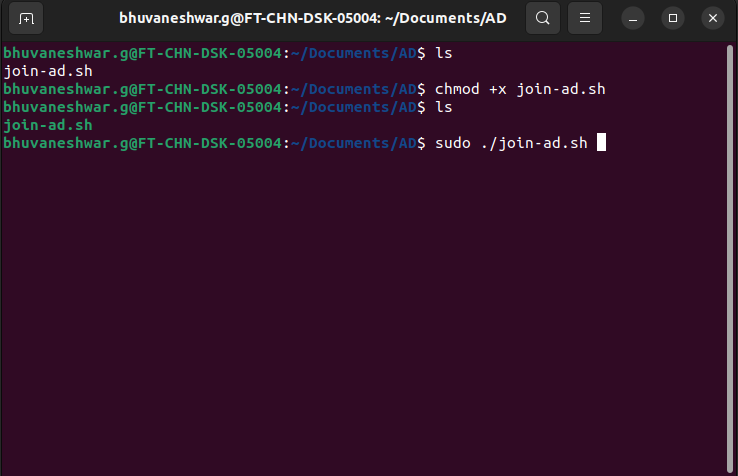 bhuvaneshwar.g@FT-CHN-DSK-05004: ~/Documents/AD
bhuvaneshwar.g@FT-CHN-DSK-05004:~/Documents/AD$ ls
join-ad.sh
bhuvaneshwar.g@FT-CHN-DSK-05004:~/Documents/AD$ chmod +x join-ad.sh
bhuvaneshwar.g@FT-CHN-DSK-05004:~/Documents/AD$ ls
join-ad.sh
bhuvaneshwar.g@FT-CHN-DSK-05004:~/Documents/AD$ sudo ./join-ad.sh